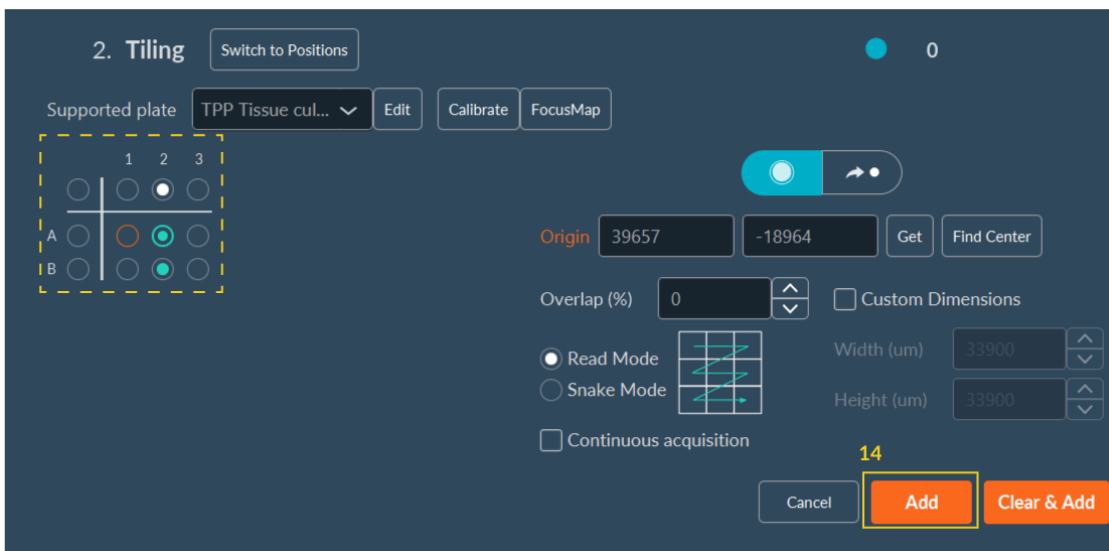 2. Tiling Switch to Positions 0
Supported plate TPP Tissue cul... Edit Calibrate FocusMap
1 2 3
A
B
Origin 39657 -18964 Get Find Center
Overlap (%) 0 Custom Dimensions
Read Mode
Snake Mode
Width (um) 33900
Height (um) 33900
Continuous acquisition
14
Cancel Add Clear & Add